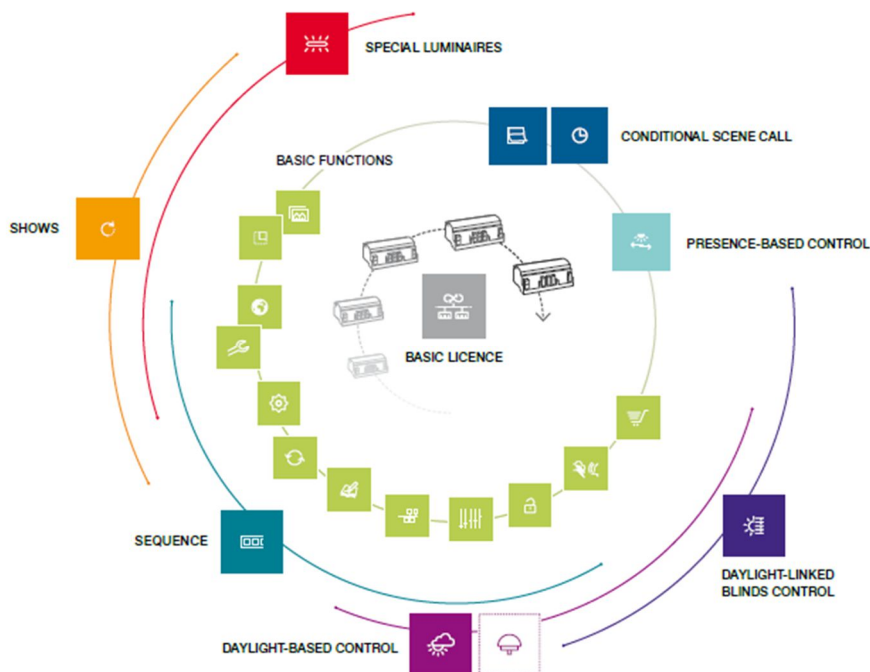 SPECIAL LUMINAIRES
CONDITIONAL SCENE CALL
BASIC FUNCTIONS
SHOWS
PRESENCE-BASED CONTROL
BASIC LICENCE
SEQUENCE
DAYLIGHT-LINKED
BLINDS CONTROL
DAYLIGHT-BASED CONTROL